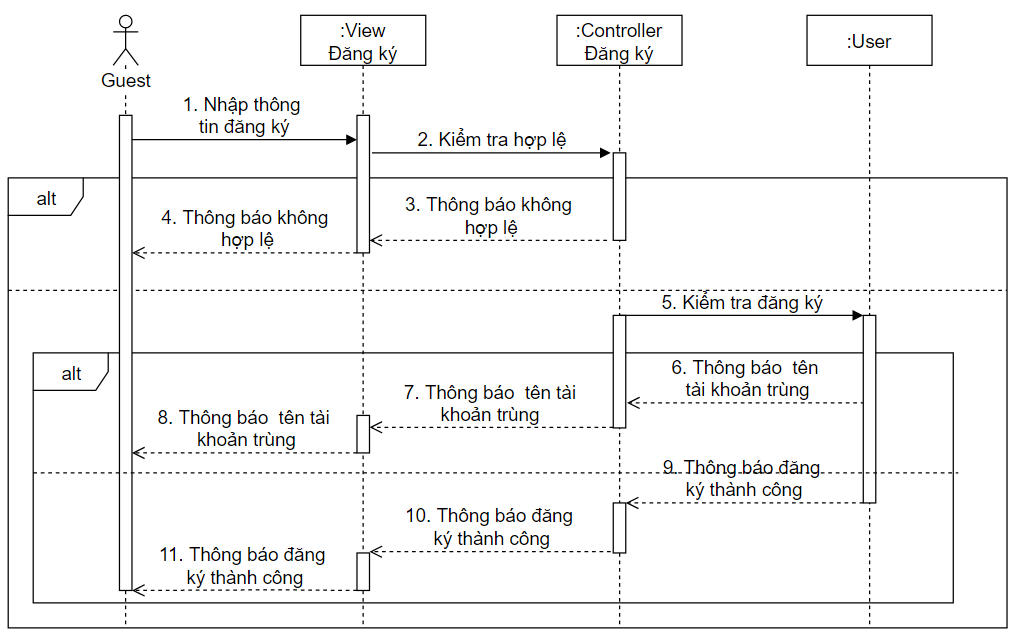 :View
Đăng ký
:Controller
Đăng ký
:User
Guest
1. Nhập thông
tin đăng ký
2. Kiểm tra hợp lệ
alt
3. Thông báo không
hợp lệ
4. Thông báo không
hợp lệ
5. Kiểm tra đăng ký
alt
6. Thông báo  tên
tài khoản trùng
7. Thông báo  tên tài
khoản trùng
8. Thông báo  tên tài
khoản trùng
9. Thông báo đăng
ký thành công
10. Thông báo đăng
ký thành công
11. Thông báo đăng
ký thành công